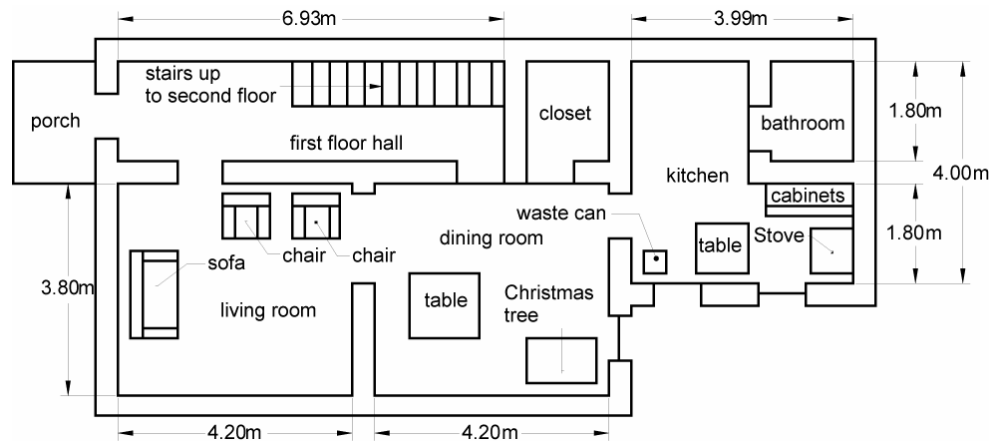 6.93m
3.99m
stairs up
to second floor
porch
closet
bathroom
1.80m
first floor hall
kitchen
4.00m
cabinets
waste can
dining room
table
Stove
1.80m
sofa
chair
chair
3.80m
living room
table
Christmas
tree
4.20m
4.20m